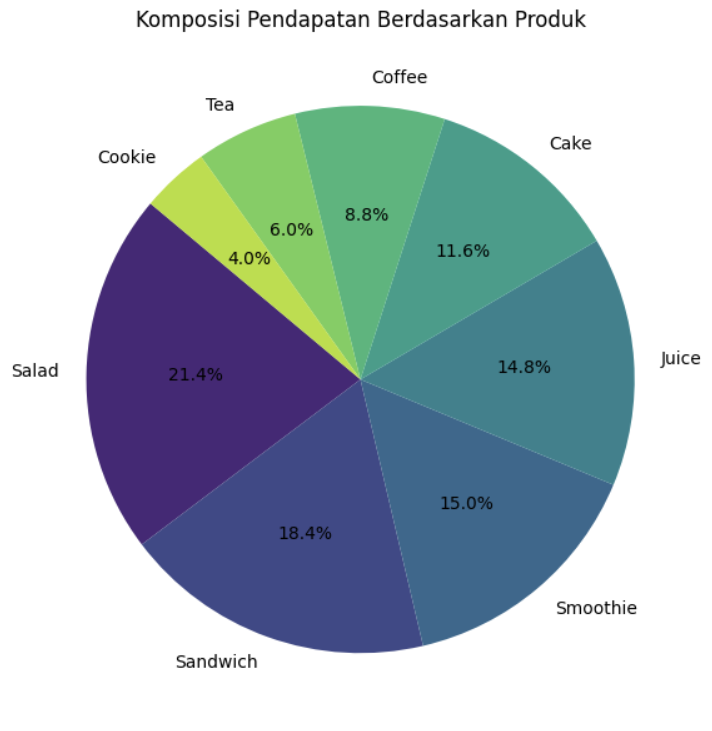 Komposisi Pendapatan Berdasarkan Produk
Coffee
Tea
Cake
Cookie
8.8%
6.0%
11.6%
4.0%
Juice
14.8%
Salad
21.4%
15.0%
18.4%
Smoothie
Sandwich